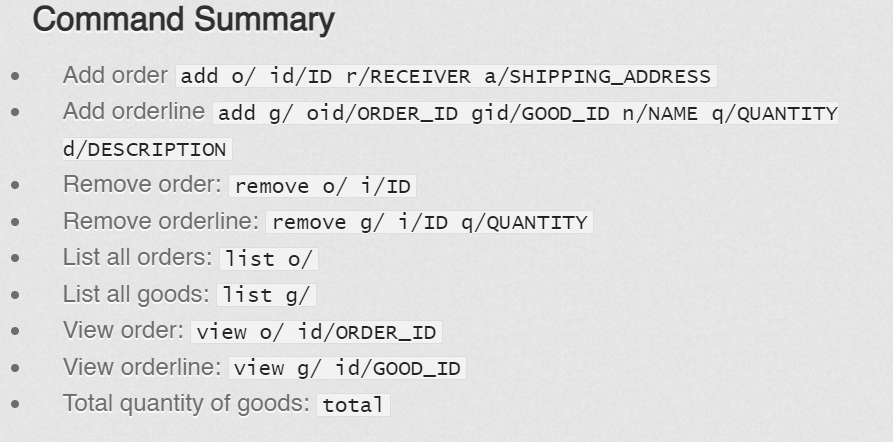 Command Summary
Add order add o/ id/ID r/RECEIVER a/SHIPPING_ADDRESS
Add orderline add g/ oid/ORDER_ID gid/GOOD_ID n/NAME q/QUANTITY
d/DESCRIPTION
Remove order: remove o/ i/ID
Remove orderline: remove g/ i/ID q/QUANTITY
List all orders: list o/
List all goods: list g/
View order: view o/ id/ORDER_ID
View orderline: view g/ id/GOOD_ID
Total quantity of goods: total